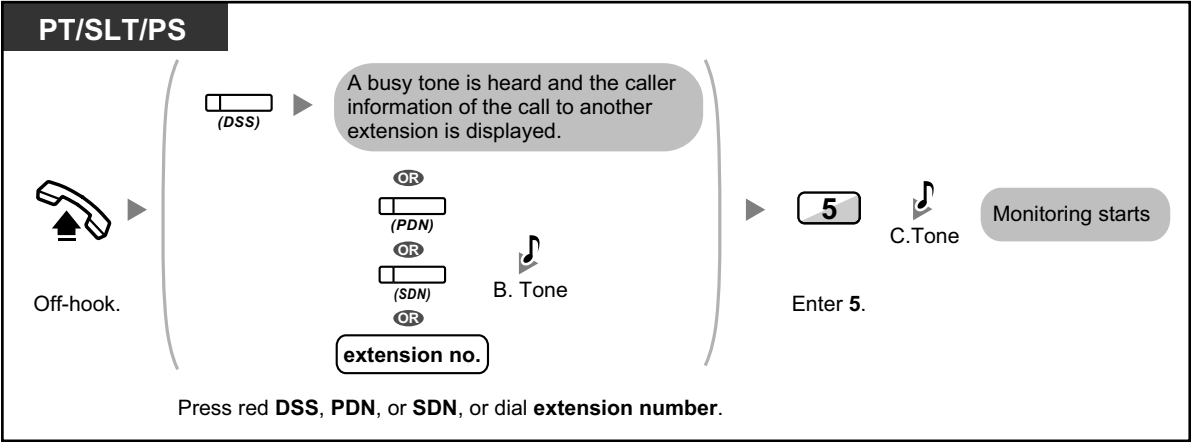 PT/SLT/PS
A busy tone is heard and the caller
information of the call to another
extension is displayed.
(DSS)
OR
(PDN)
OR
(SDN)
OR
extension no.
B. Tone
5
C.Tone
Monitoring starts
Off-hook.
Enter 5.
Press red DSS, PDN, or SDN, or dial extension number.